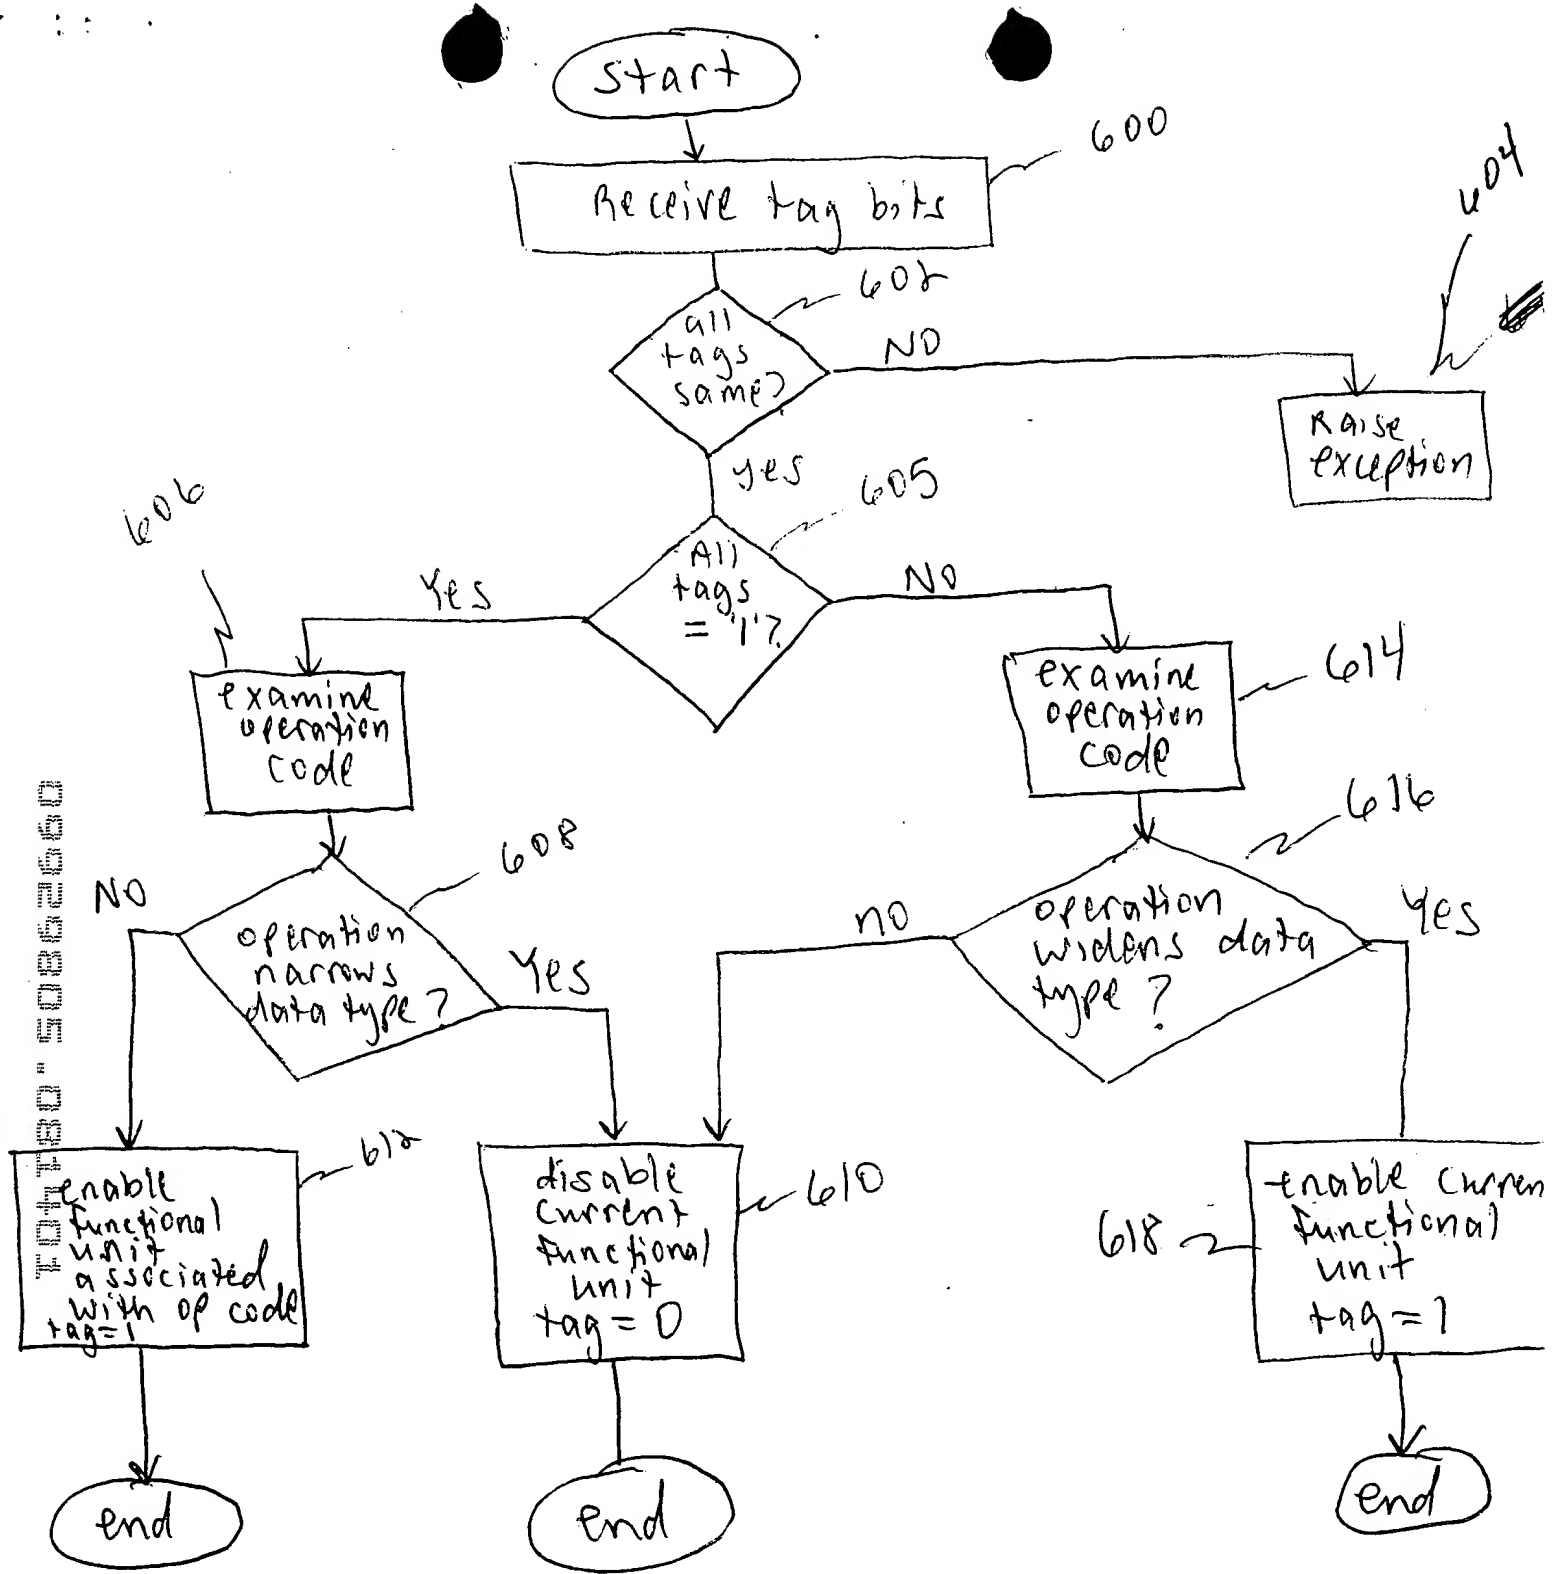 Start
600
Receive tag bits
604
602
all
tags
same?
NO
Raise
exception
yes
605
606
All
tags
= '1'?
Yes
NO
examine
operation
code
examine
operation
code
614
608
616
NO
operation
narrows
data type?
Yes
no
operation
widens data
type?
Yes
enable
functional
unit
associated
with op code
tag=1
612
disable
current
functional
unit
tag = 0
610
enable curren
functional
unit
tag = 1
618
end
end
end